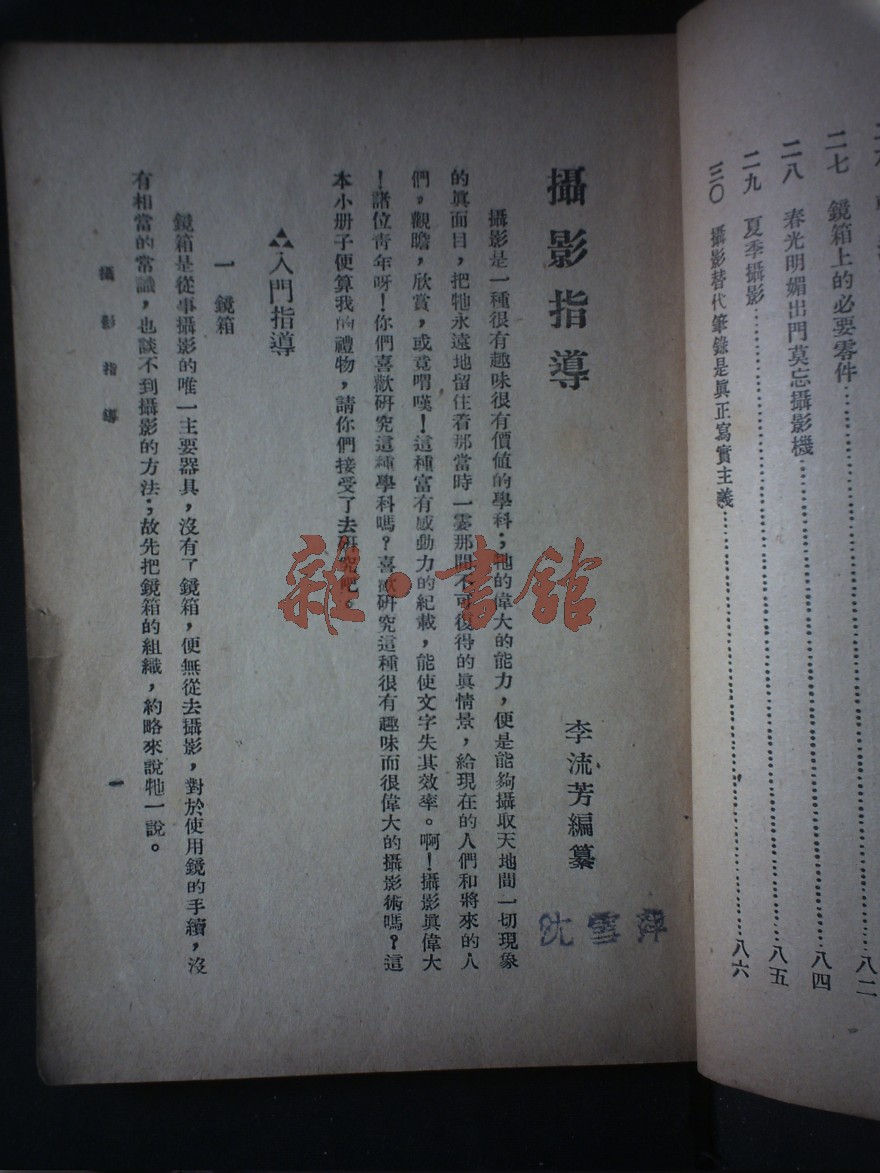 二七　鏡箱上的必要零件………………八二
二八　春光明媚出門莫忘攝影機………………八四
二九　夏季攝影………………八五
三〇　攝影替代筆錄是眞正寫實主義………………八六
攝影指導
李流芳編纂
沈雪萍
攝影是一種很有趣味很有價值的學科；牠的偉大的能力，便是能夠攝取天地間一切現象
的眞面目，把牠永遠地留住着那當時一霎那間不可復得的眞情景，給現在的人們和將來的人
們，觀瞻，欣賞，或竟喟嘆！這種富有感動力的紀載，能使文字失其效率。啊！攝影眞偉大
！諸位靑年呀！你們喜歡硏究這種學科嗎？喜歡硏究這種很有趣味而很偉大的攝影術嗎？這
本小册子便算我的禮物，請你們接受了去硏究吧。
入門指導
一　鏡箱
鏡箱是從事攝影的唯一主要器具，沒有了鏡箱，便無從去攝影，對於使用鏡的手續，沒
有相當的常識，也談不到攝影的方法；故先把鏡箱的組織，約略來說牠一說。
攝影指導
一
雜·書館